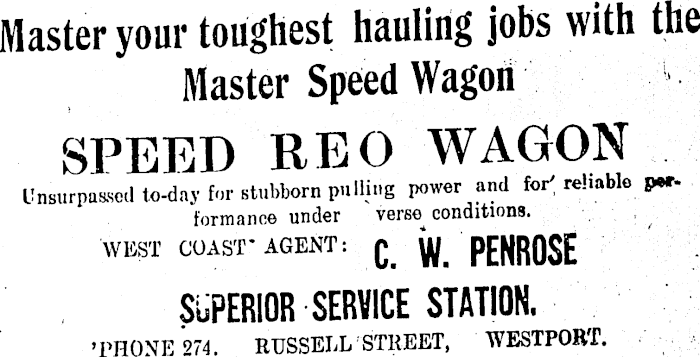 Master your toughest hauling jobs with the
Master Speed Wagon
SPEED REO WAGON
Unsurpassed to-day for stubborn pulling power and for reliable per-
formance under verse conditions.
WEST COAST AGENT: C. W. PENROSE
SUPERIOR SERVICE STATION.
'PHONE 274. RUSSELL STREET, WESTPORT.